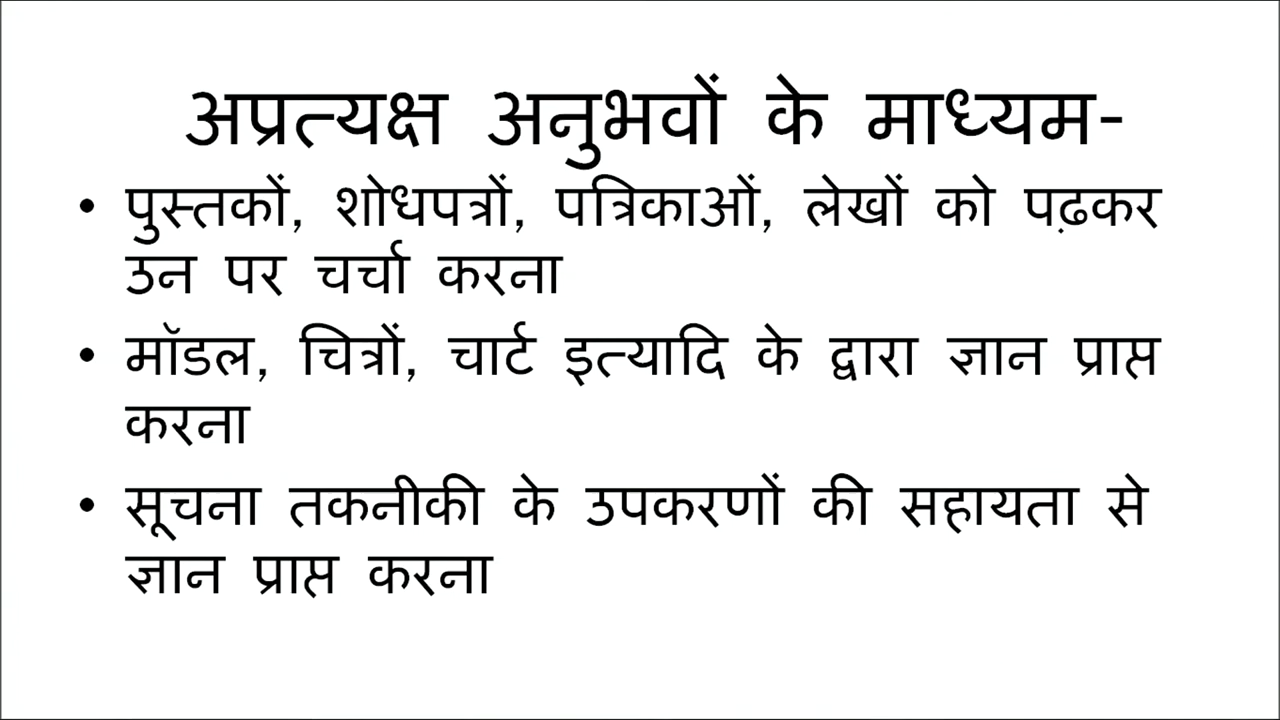 अप्रत्यक्ष अनुभवों के माध्यम-
• पुस्तकों, शोधपत्रों, पत्रिकाओं, लेखों को पढ़कर
उन पर चर्चा करना
• मॉडल, चित्रों, चार्ट इत्यादि के द्वारा ज्ञान प्राप्त
करना
• सूचना तकनीकी के उपकरणों की सहायता से
ज्ञान प्राप्त करना